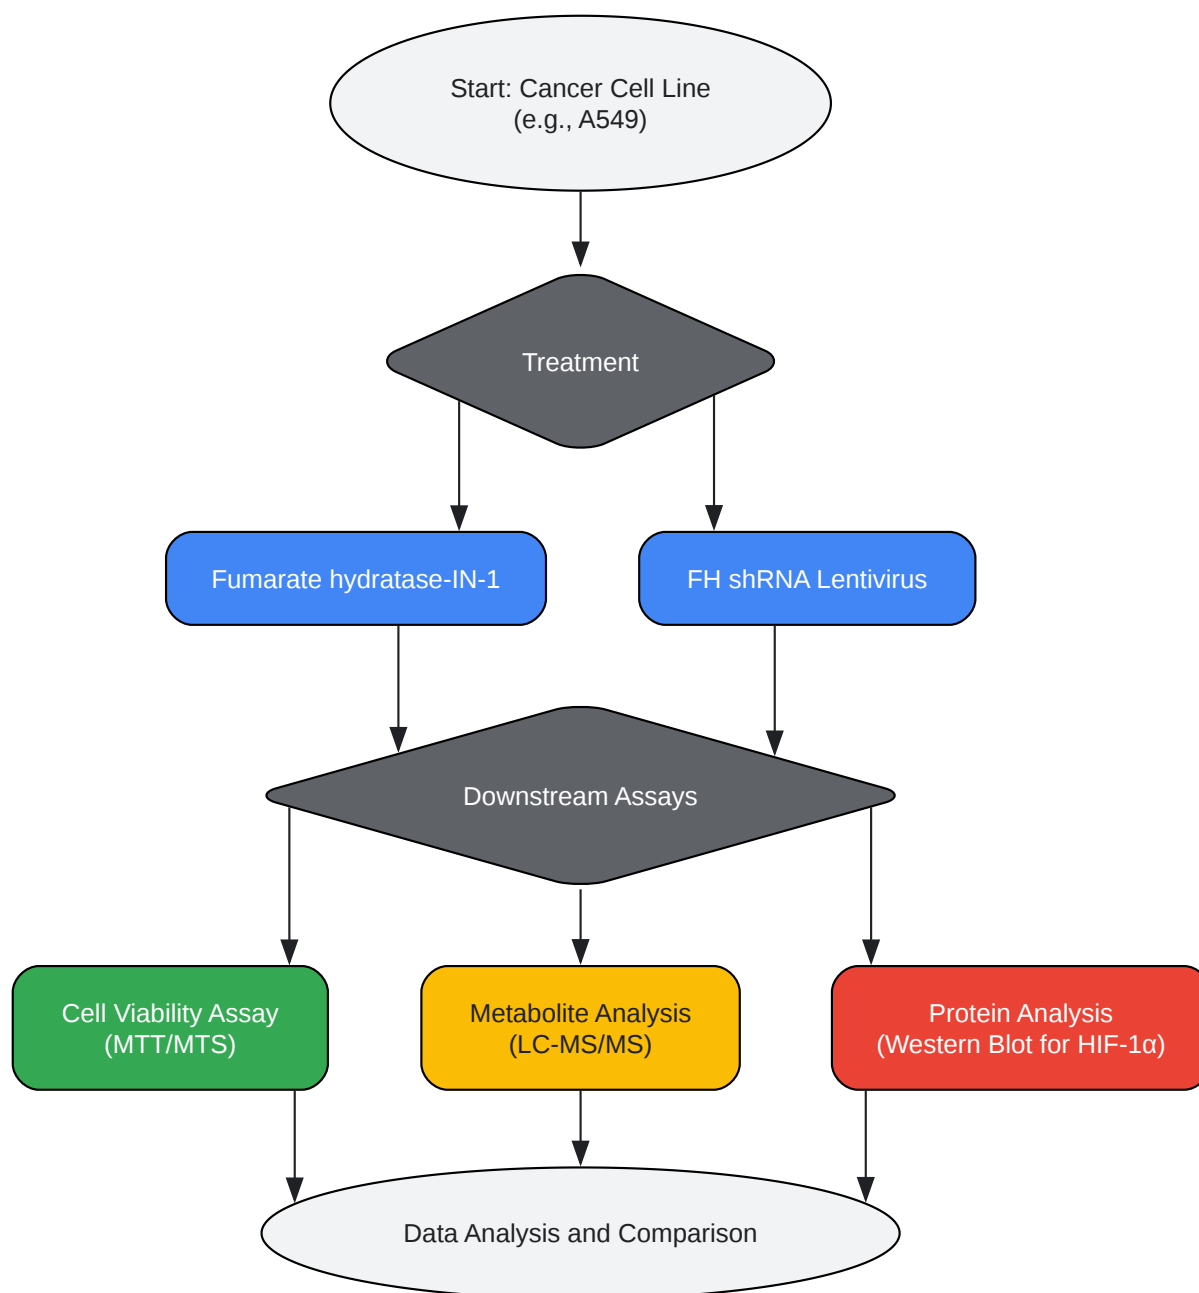 Start: Cancer Cell Line
(e.g., A549)
Treatment
Fumarate hydratase-IN-1
FH shRNA Lentivirus
Downstream Assays
Cell Viability Assay
(MTT/MTS)
Metabolite Analysis
(LC-MS/MS)
Protein Analysis
(Western Blot for HIF-1α)
Data Analysis and Comparison